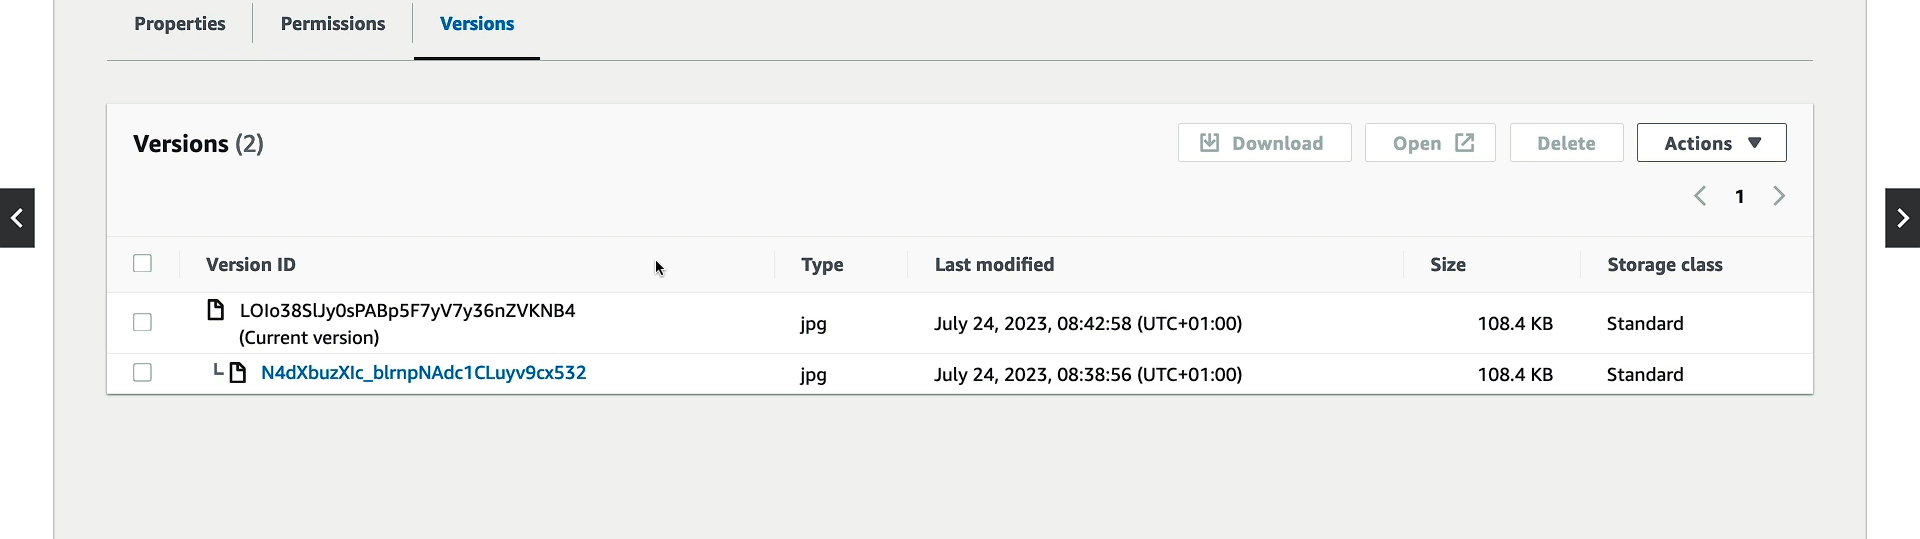 Properties
Permissions
Versions
Versions (2)
Download
Open
Delete
Actions
1
Version ID
Type
Last modified
Size
Storage class
LOIo38SlJy0sPABp5F7yV7y36nZVKNB4
(Current version)
jpg
July 24, 2023, 08:42:58 (UTC+01:00)
108.4 KB
Standard
N4dXbuzXIc_blrnpNAdc1CLuyv9cx532
jpg
July 24, 2023, 08:38:56 (UTC+01:00)
108.4 KB
Standard